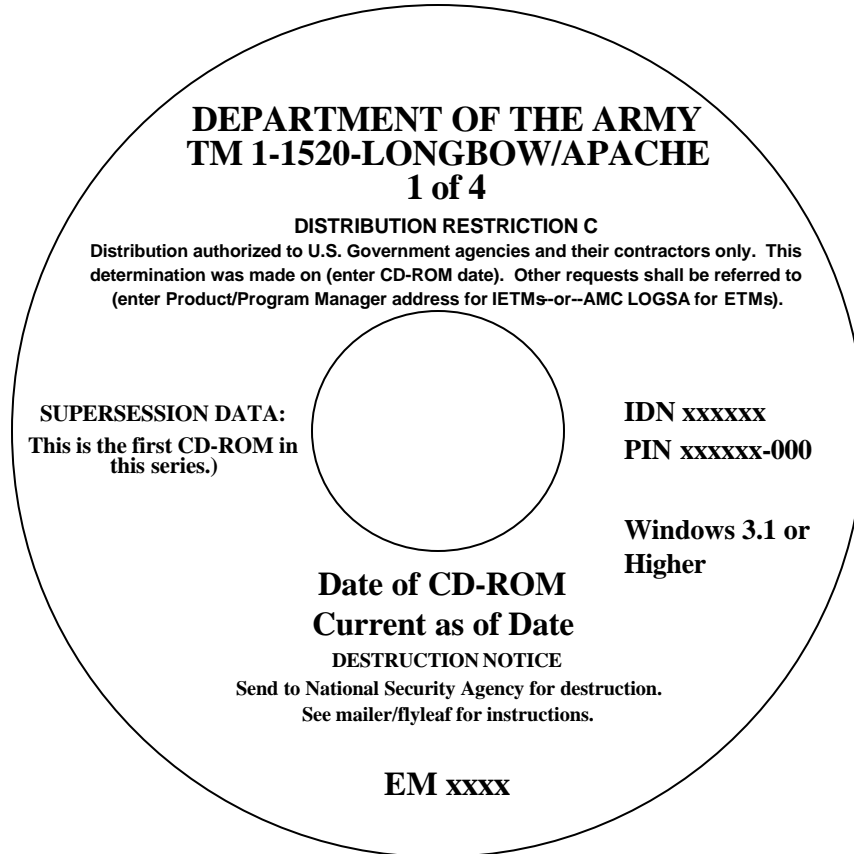 DEPARTMENT OF THE ARMY
TM 1-1520-LONGBOW/APACHE
1 of 4
DISTRIBUTION RESTRICTION C
Distribution authorized to U.S. Government agencies and their contractors only.  This
determination was made on (enter CD-ROM date).  Other requests shall be referred to
(enter Product/Program Manager address for IETMs--or--AMC LOGSA for ETMs).
SUPERSESSION DATA:
This is the first CD-ROM in
this series.)
IDN xxxxxx
PIN xxxxxx-000
Windows 3.1 or
Higher
Date of CD-ROM
Current as of Date
DESTRUCTION NOTICE
Send to National Security Agency for destruction.
See mailer/flyleaf for instructions.
EM xxxx